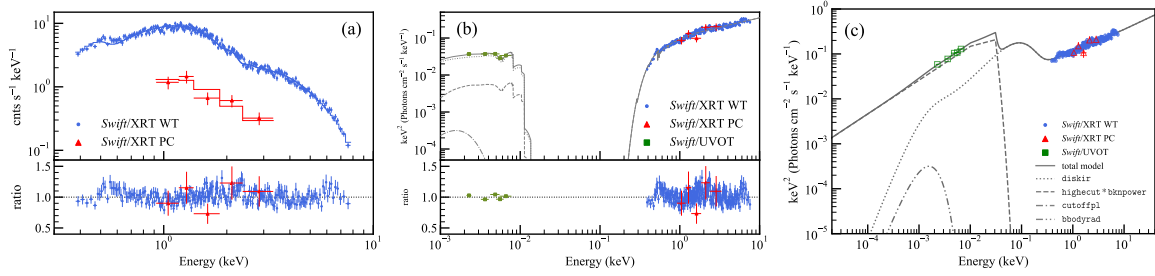 (a)
10¹
10⁰
10⁻¹
cnts s⁻¹ keV⁻¹
Swift/XRT WT
Swift/XRT PC
1.5
1.0
0.5
ratio
10⁰
10¹
Energy (keV)
(b)
10⁰
10⁻¹
10⁻²
10⁻³
10⁻⁴
keV² (Photons cm⁻² s⁻¹ keV⁻¹)
Swift/XRT WT
Swift/XRT PC
Swift/UVOT
1.5
1.0
0.5
ratio
10⁻³
10⁻²
10⁻¹
10⁰
10¹
Energy (keV)
(c)
10⁰
10⁻¹
10⁻²
10⁻³
10⁻⁴
10⁻⁵
keV² (Photons cm⁻² s⁻¹ keV⁻¹)
Swift/XRT WT
Swift/XRT PC
Swift/UVOT
total model
diskir
highecut*bknpower
cutoffpl
bbodyrad
10⁻⁴
10⁻³
10⁻²
10⁻¹
10⁰
10¹
Energy (keV)